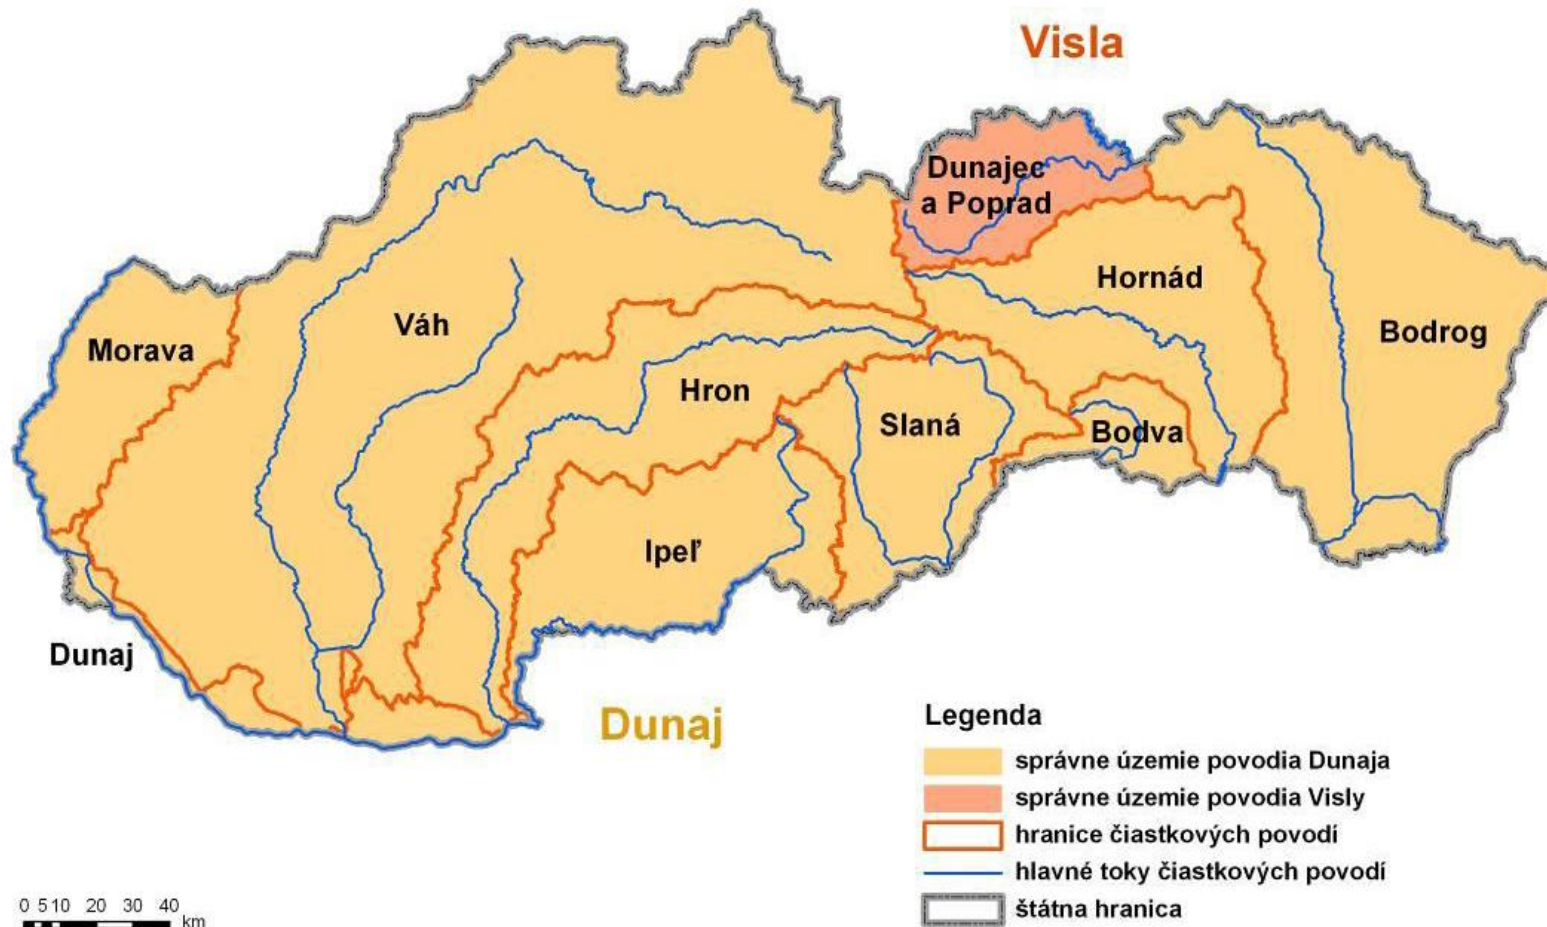 Visla
Dunajec
a Poprad
Hornád
Váh
Bodrog
Morava
Hron
Slaná
Bodva
Ipeľ
Dunaj
Dunaj
Legenda
správne územie povodia Dunaja
správne územie povodia Visly
hranice čiastkových povodí
hlavné toky čiastkových povodí
štátna hranica
0 5 10 20 30 40
km